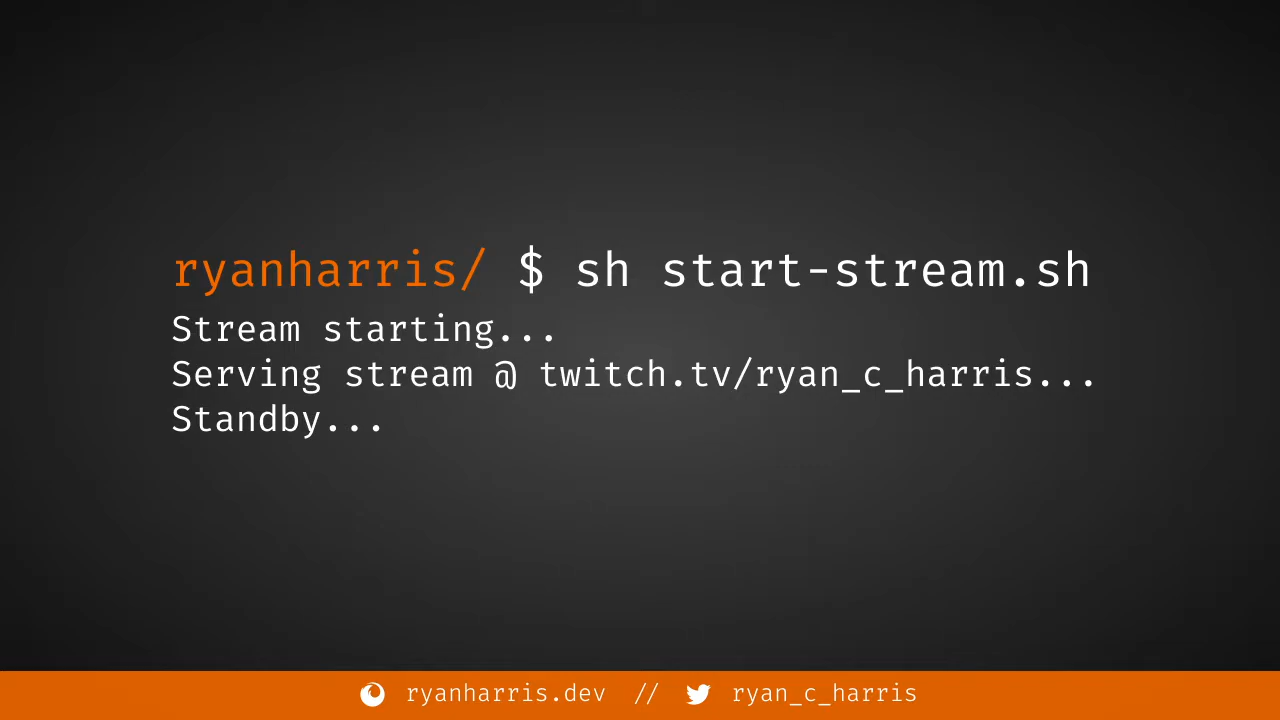 ryanharris/ $ sh start-stream.sh
Stream starting...
Serving stream @ twitch.tv/ryan_c_harris...
Standby...
ryanharris.dev // ryan_c_harris